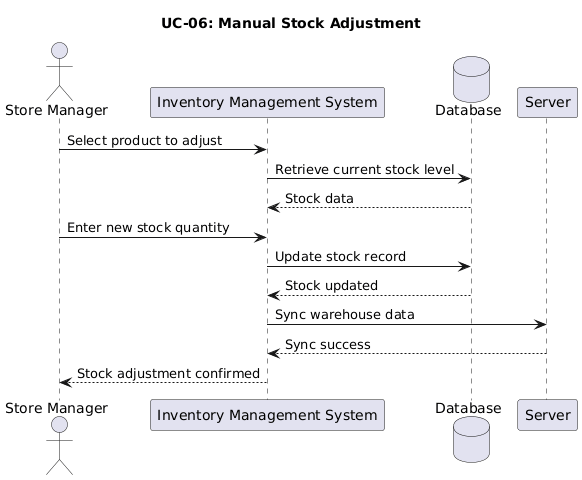 UC-06: Manual Stock Adjustment
Store Manager
Inventory Management System
Database
Server
Select product to adjust
Retrieve current stock level
Stock data
Enter new stock quantity
Update stock record
Stock updated
Sync warehouse data
Sync success
Stock adjustment confirmed
Store Manager
Inventory Management System
Database
Server